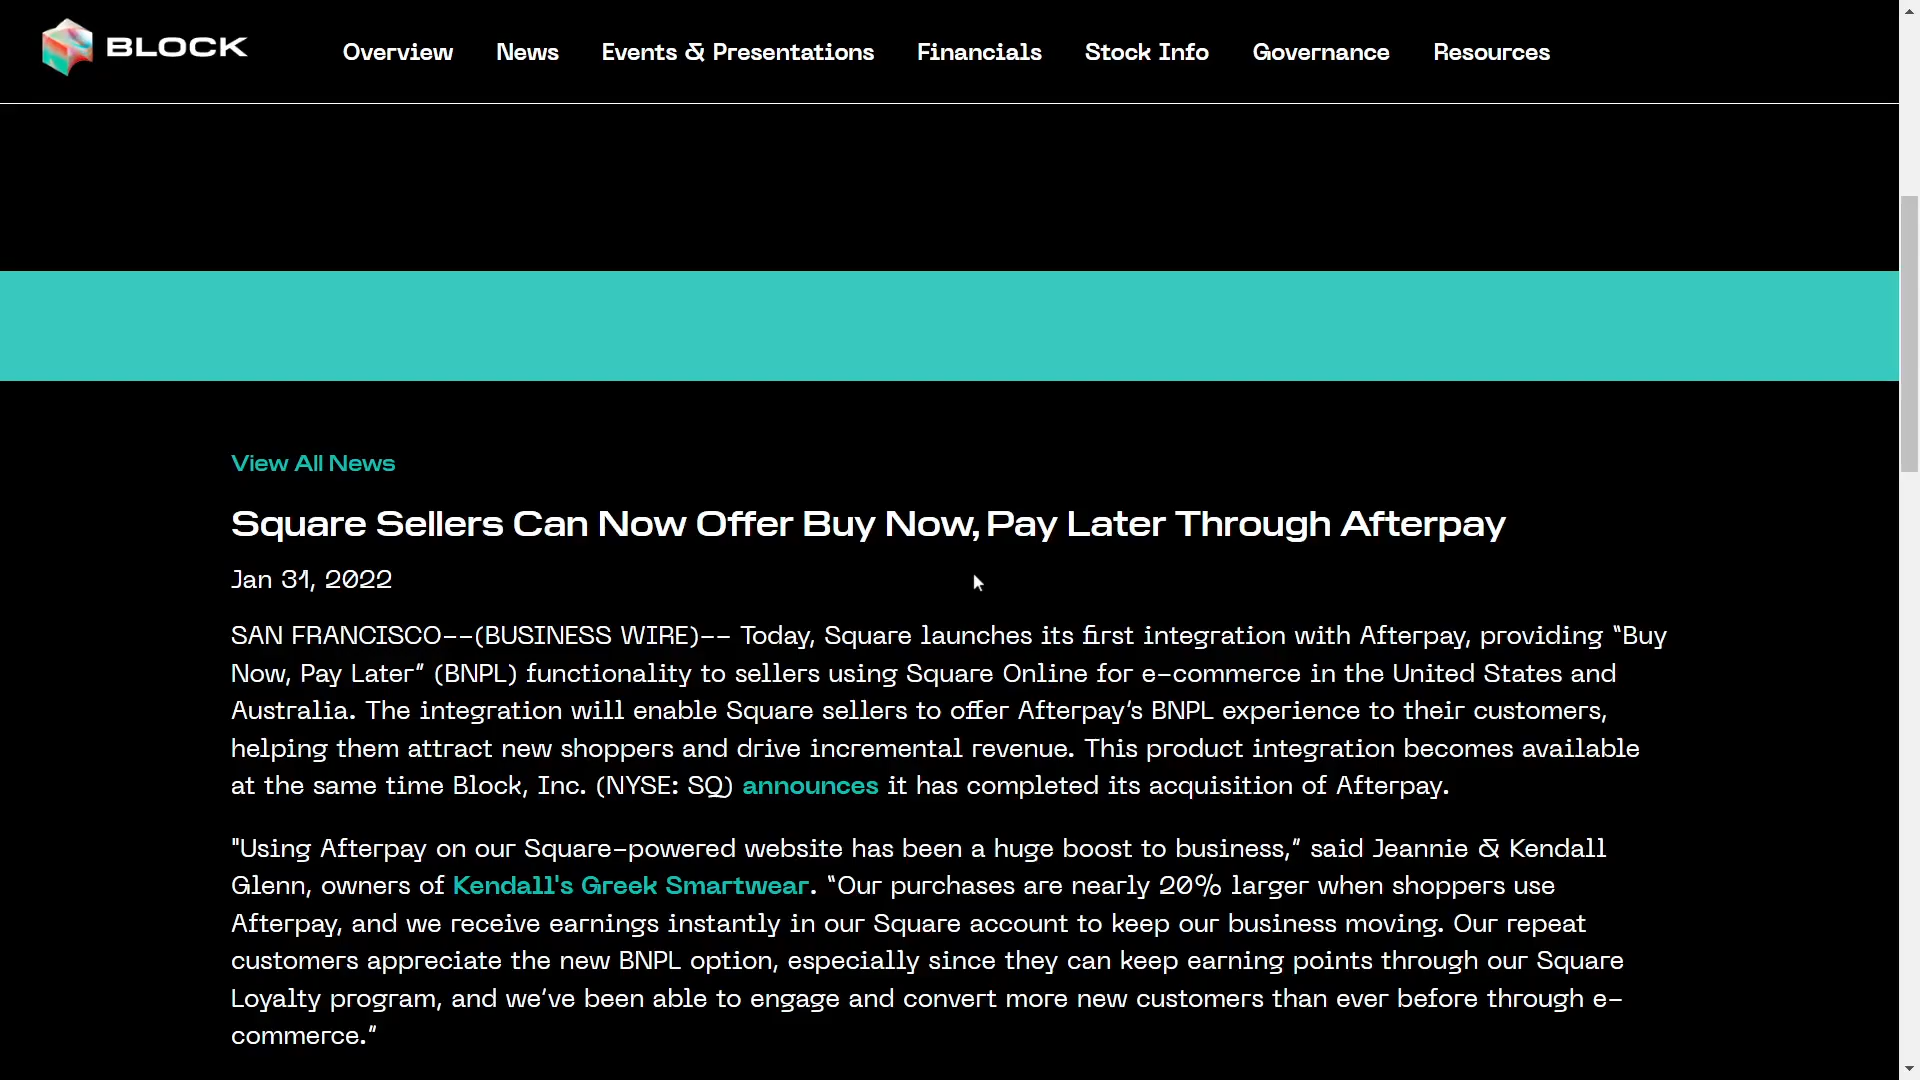 BLOCK
Overview News Events & Presentations Financials Stock Info Governance Resources
View All News
Square Sellers Can Now Offer Buy Now, Pay Later Through Afterpay
Jan 31, 2022
SAN FRANCISCO--(BUSINESS WIRE)-- Today, Square launches its first integration with Afterpay, providing “Buy
Now, Pay Later” (BNPL) functionality to sellers using Square Online for e-commerce in the United States and
Australia. The integration will enable Square sellers to offer Afterpay’s BNPL experience to their customers,
helping them attract new shoppers and drive incremental revenue. This product integration becomes available
at the same time Block, Inc. (NYSE: SQ) announces it has completed its acquisition of Afterpay.
"Using Afterpay on our Square-powered website has been a huge boost to business,” said Jeannie & Kendall
Glenn, owners of Kendall's Greek Smartwear. “Our purchases are nearly 20% larger when shoppers use
Afterpay, and we receive earnings instantly in our Square account to keep our business moving. Our repeat
customers appreciate the new BNPL option, especially since they can keep earning points through our Square
Loyalty program, and we’ve been able to engage and convert more new customers than ever before through e-
commerce.”